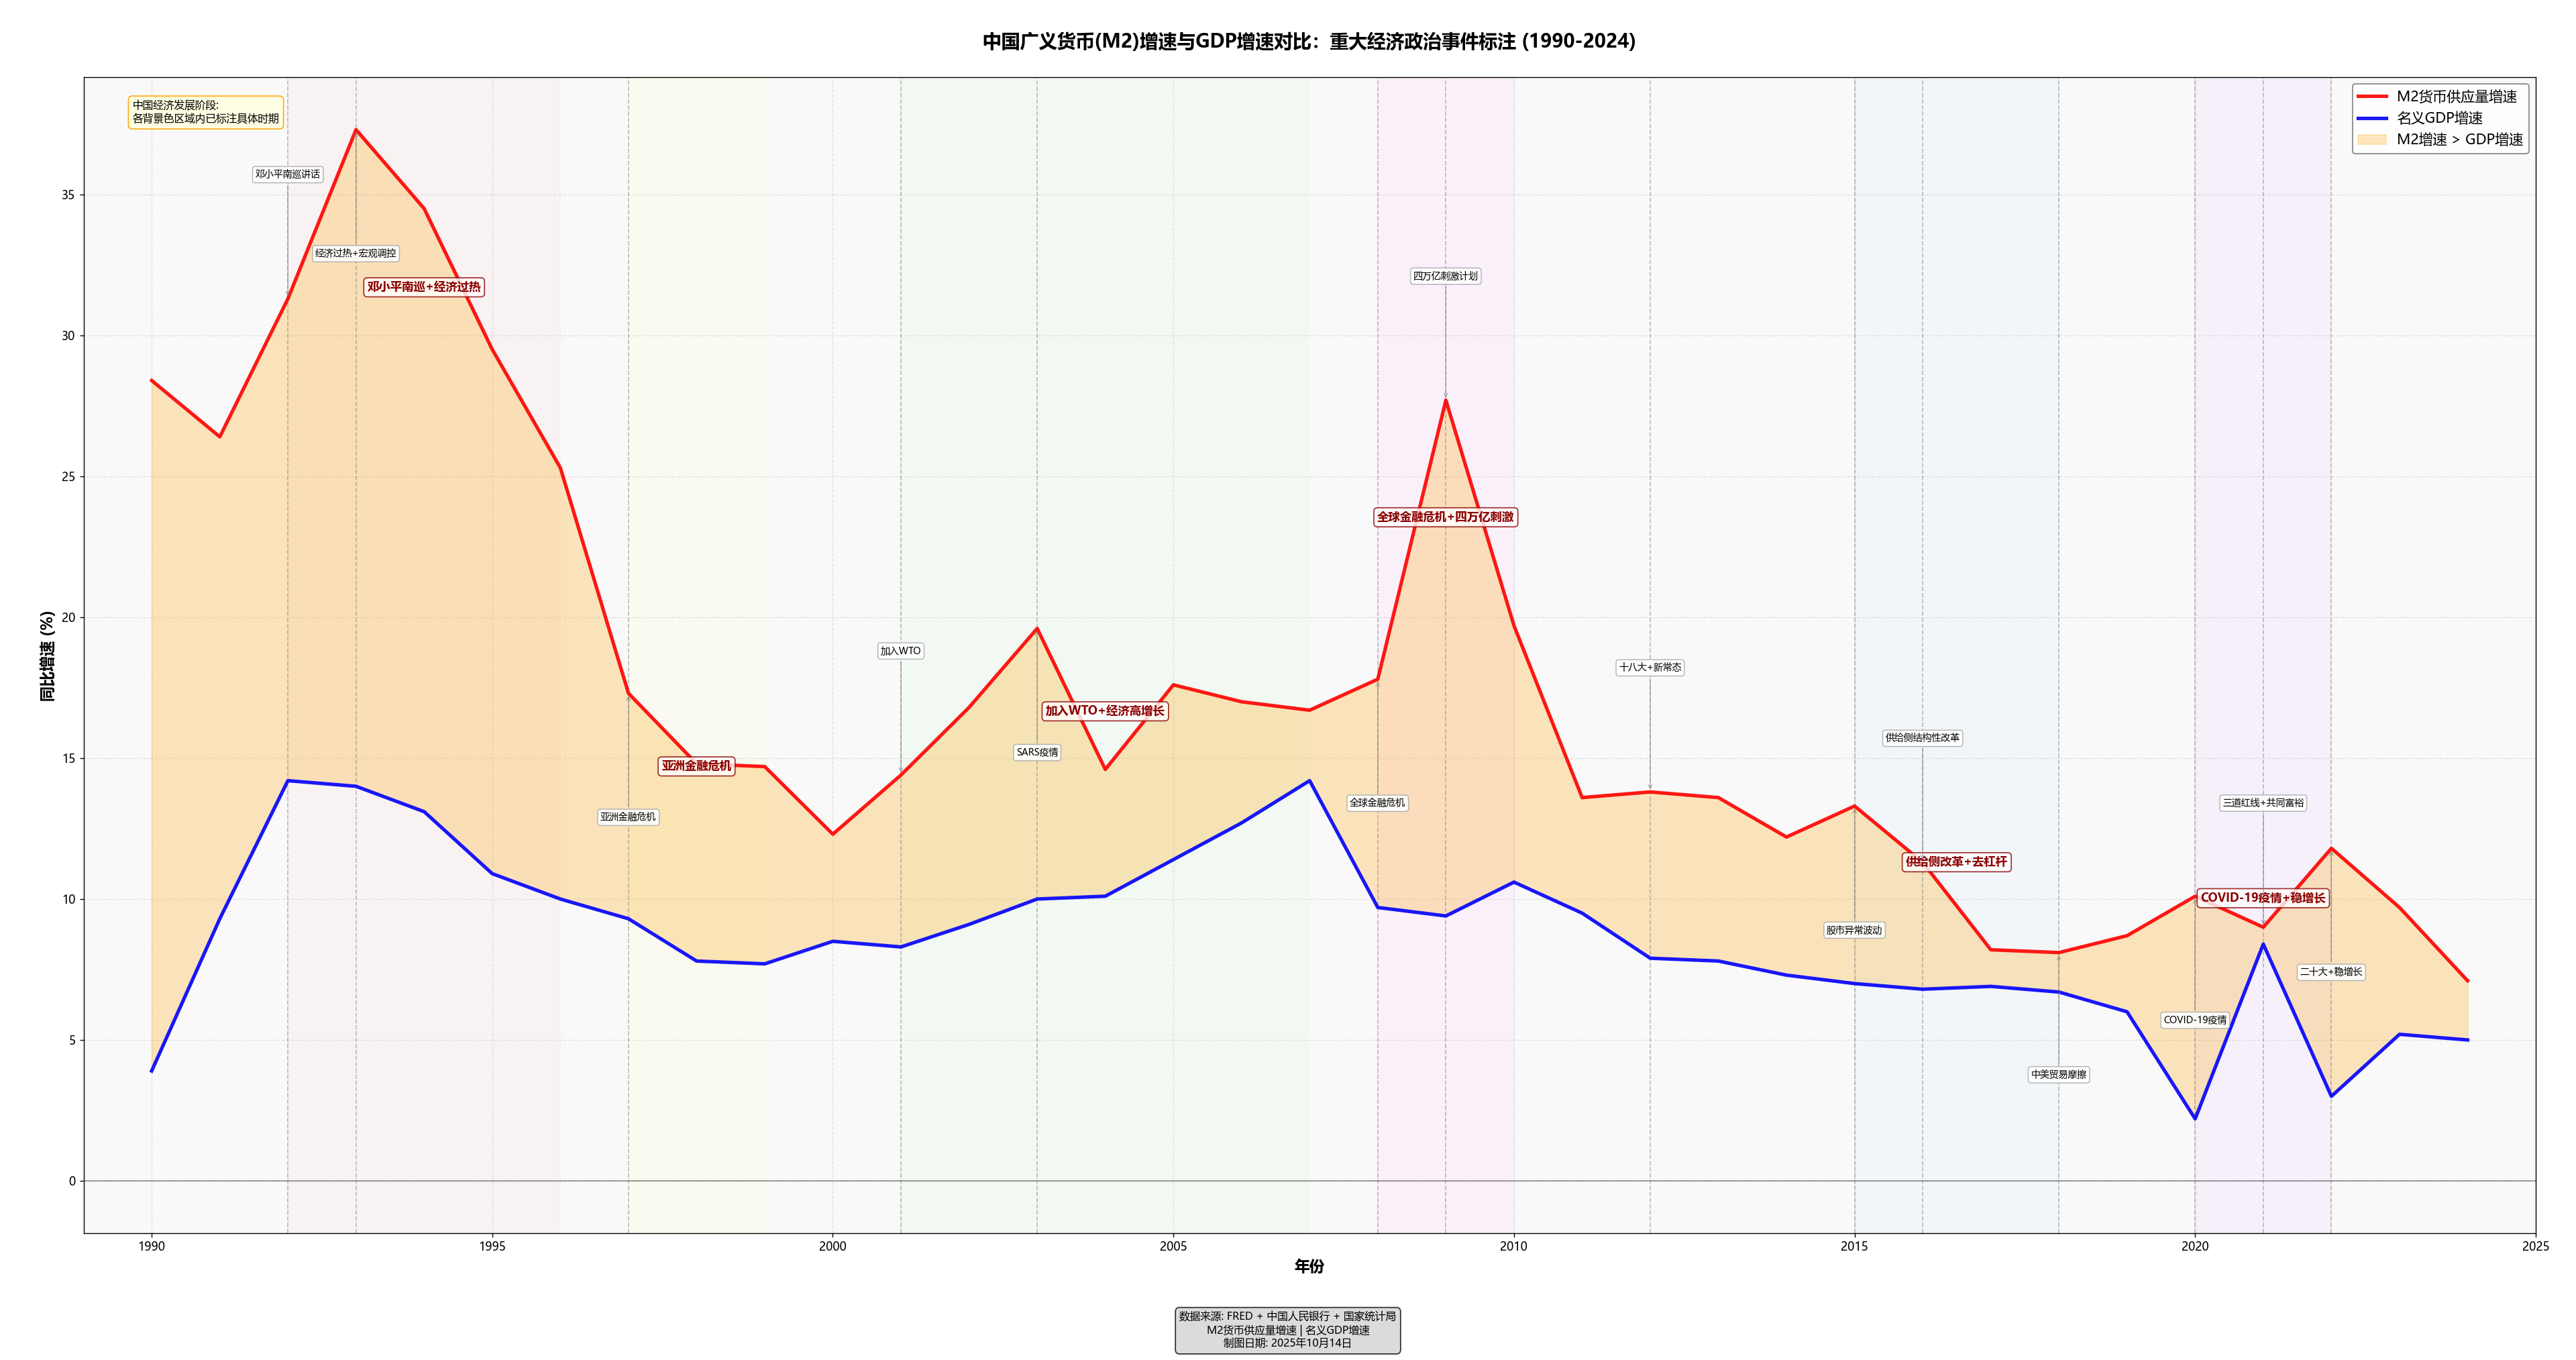 中国广义货币(M2)增速与GDP增速对比：重大经济政治事件标注 (1990-2024)
中国经济发展阶段:
各背景色区域内已标注具体时期
M2货币供应量增速
名义GDP增速
M2增速 > GDP增速
邓小平南巡讲话
经济过热+宏观调控
邓小平南巡+经济过热
四万亿刺激计划
全球金融危机+四万亿刺激
加入WTO
十八大+新常态
加入WTO+经济高增长
供给侧结构性改革
SARS疫情
亚洲金融危机
亚洲金融危机
全球金融危机
三道红线+共同富裕
供给侧改革+去杠杆
COVID-19疫情+稳增长
股市异常波动
二十大+稳增长
COVID-19疫情
中美贸易摩擦
同比增速 (%)
35
30
25
20
15
10
5
0
1990
1995
2000
2005
2010
2015
2020
2025
年份
数据来源: FRED + 中国人民银行 + 国家统计局
M2货币供应量增速 | 名义GDP增速
制图日期: 2025年10月14日